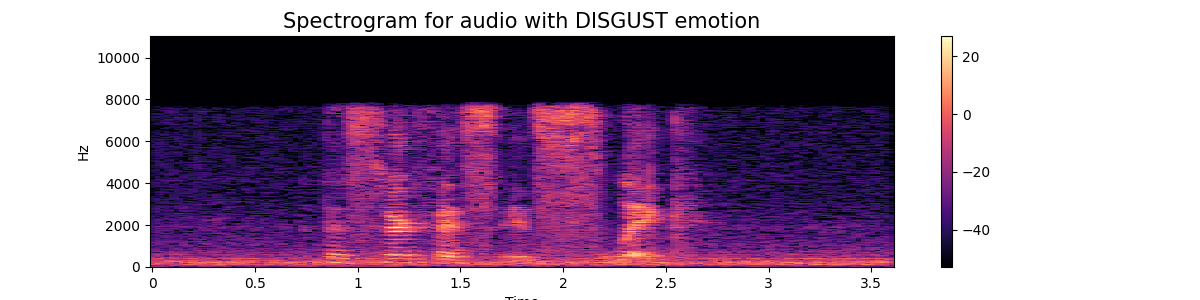 Spectrogram for audio with DISGUST emotion
10000
8000
6000
4000
2000
0
Hz
0 0.5 1 1.5 2 2.5 3 3.5
Time
20
0
−20
−40